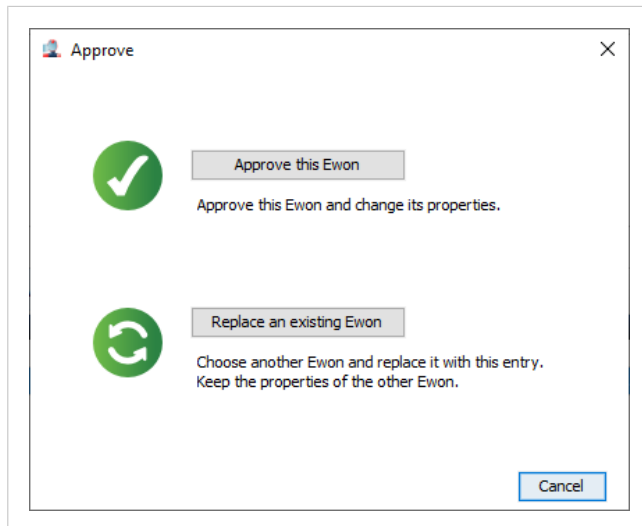 Approve
Approve this Ewon
Approve this Ewon and change its properties.
Replace an existing Ewon
Choose another Ewon and replace it with this entry.
Keep the properties of the other Ewon.
Cancel